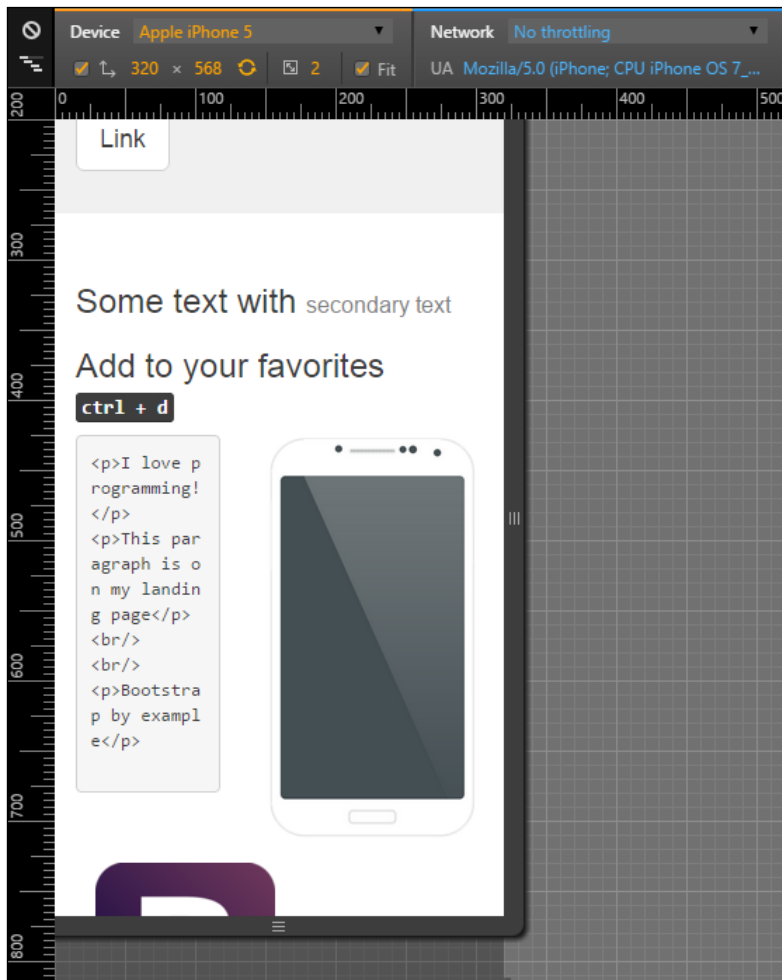 Device Apple iPhone 5 Network No throttling
320 × 568 2 Fit UA Mozilla/5.0 (iPhone; CPU iPhone OS 7_...
0 100 200 300 400 500
200
Link
300
Some text with secondary text
Add to your favorites
400
ctrl + d
<p>I love p
rogramming!
</p>
500
<p>This par
agraph is o
n my landin
g page</p>
<br/>
<br/>
600
<p>Bootstra
p by exampl
e</p>
700
800